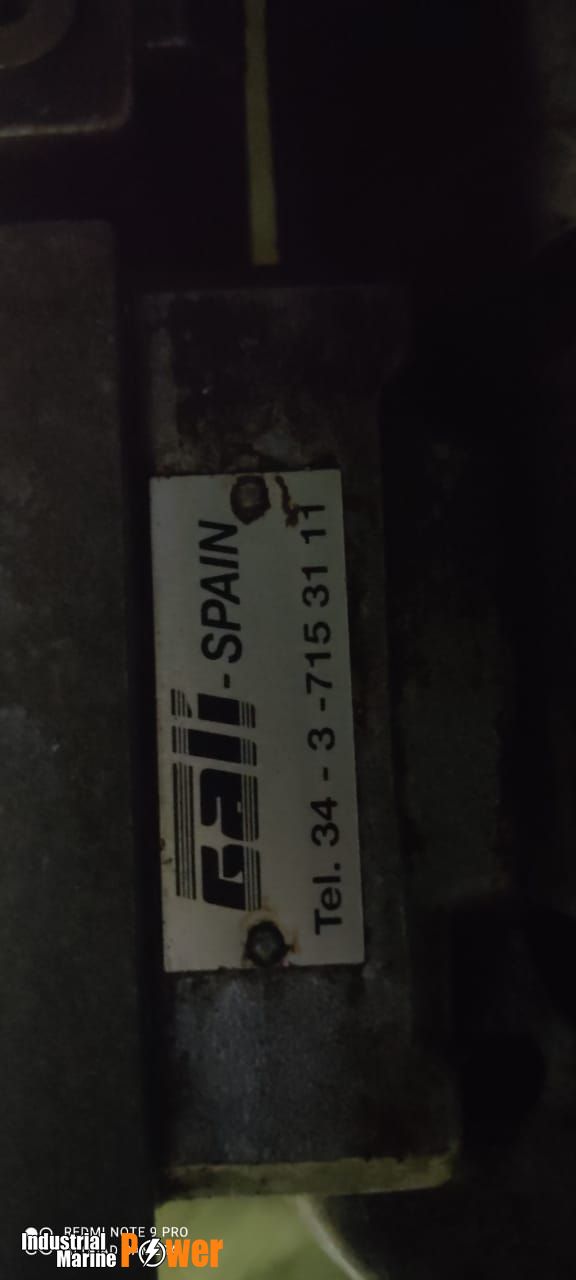 Gali-SPAIN
Tel. 34 - 3 -715 31 11
REDMI NOTE 9 PRO
Industrial
Marine
Power